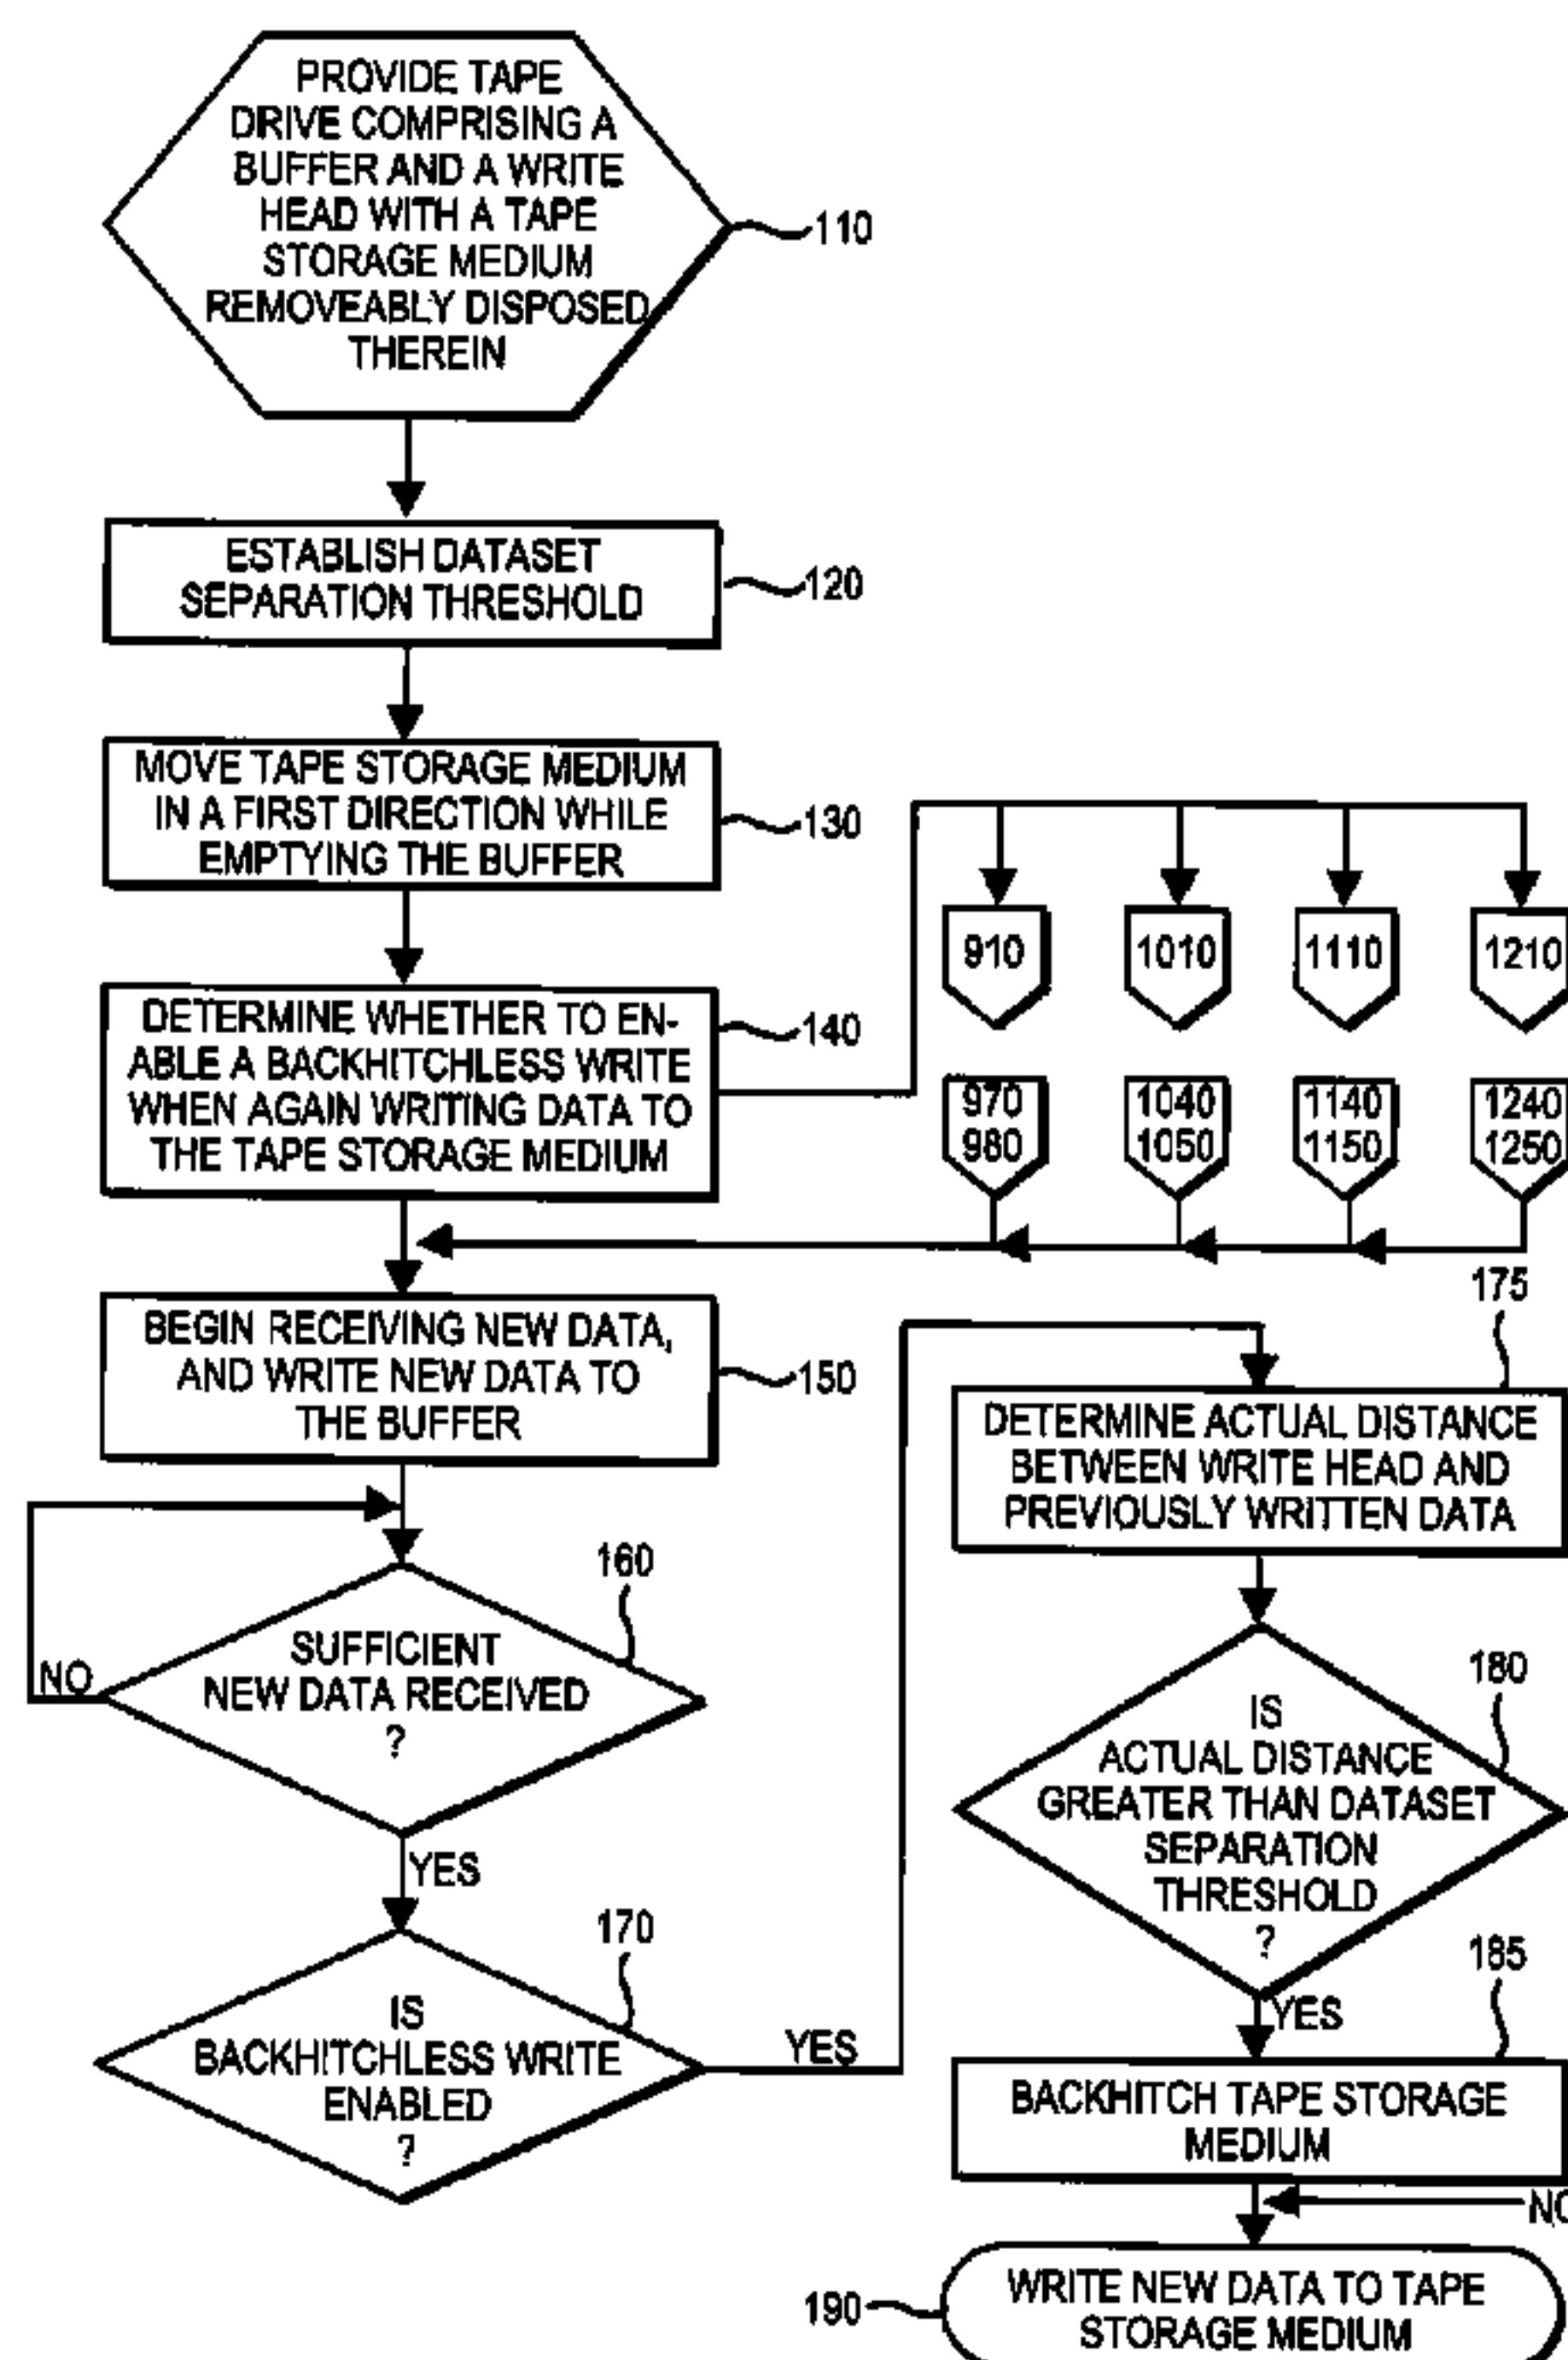 PROVIDE TAPE
DRIVE COMPRISING A
BUFFER AND A WRITE
HEAD WITH A TAPE
STORAGE MEDIUM
REMOVEABLY DISPOSED
THEREIN
110
ESTABLISH DATASET
SEPARATION THRESHOLD
120
MOVE TAPE STORAGE MEDIUM
IN A FIRST DIRECTION WHILE
EMPTYING THE BUFFER
130
DETERMINE WHETHER TO EN-
ABLE A BACKHITCHLESS WRITE
WHEN AGAIN WRITING DATA TO
THE TAPE STORAGE MEDIUM
140
910
1010
1110
1210
970
980
1040
1050
1140
1150
1240
1250
BEGIN RECEIVING NEW DATA,
AND WRITE NEW DATA TO
THE BUFFER
150
160
SUFFICIENT
NEW DATA RECEIVED
?
NO
YES
170
IS
BACKHITCHLESS WRITE
ENABLED
?
YES
175
DETERMINE ACTUAL DISTANCE
BETWEEN WRITE HEAD AND
PREVIOUSLY WRITTEN DATA
180
IS
ACTUAL DISTANCE
GREATER THAN DATASET
SEPARATION
THRESHOLD
?
YES
185
BACKHITCH TAPE STORAGE
MEDIUM
NO
190
WRITE NEW DATA TO TAPE
STORAGE MEDIUM